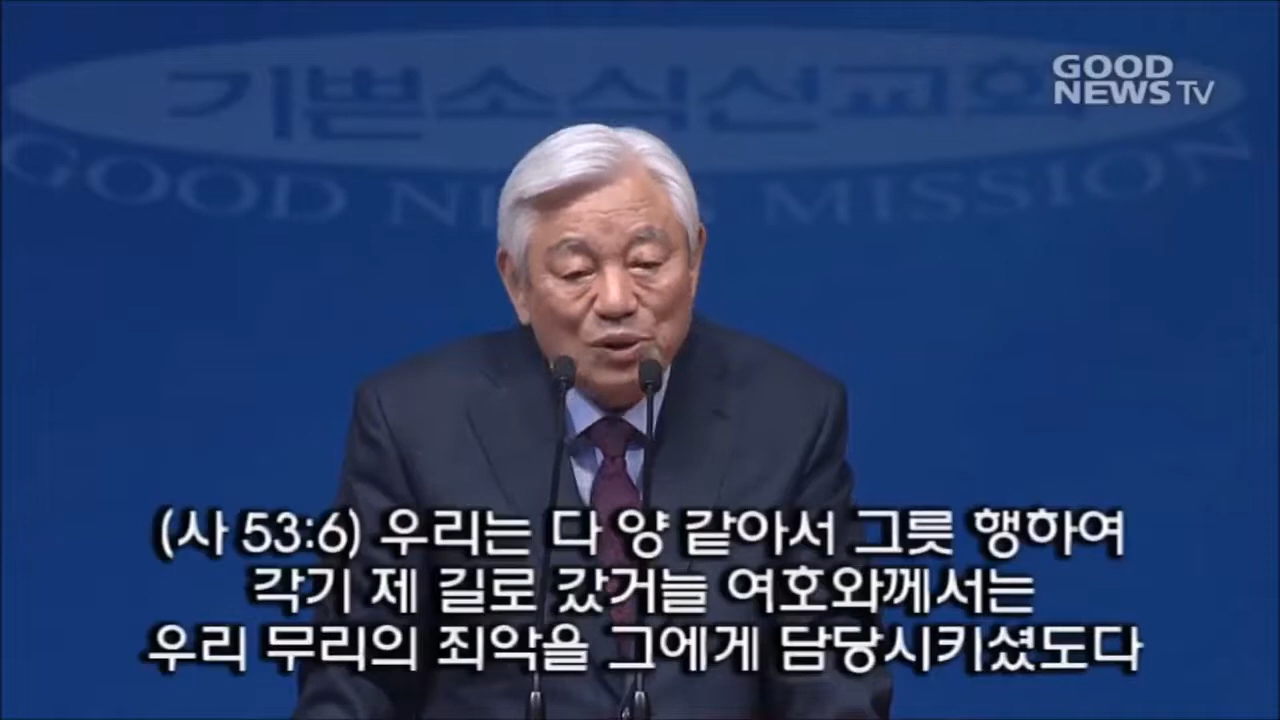 기쁜소식선교회
GOOD NEWS MISSION
GOOD
NEWS TV
(사 53:6) 우리는 다 양 같아서 그릇 행하여
각기 제 길로 갔거늘 여호와께서는
우리 무리의 죄악을 그에게 담당시키셨도다